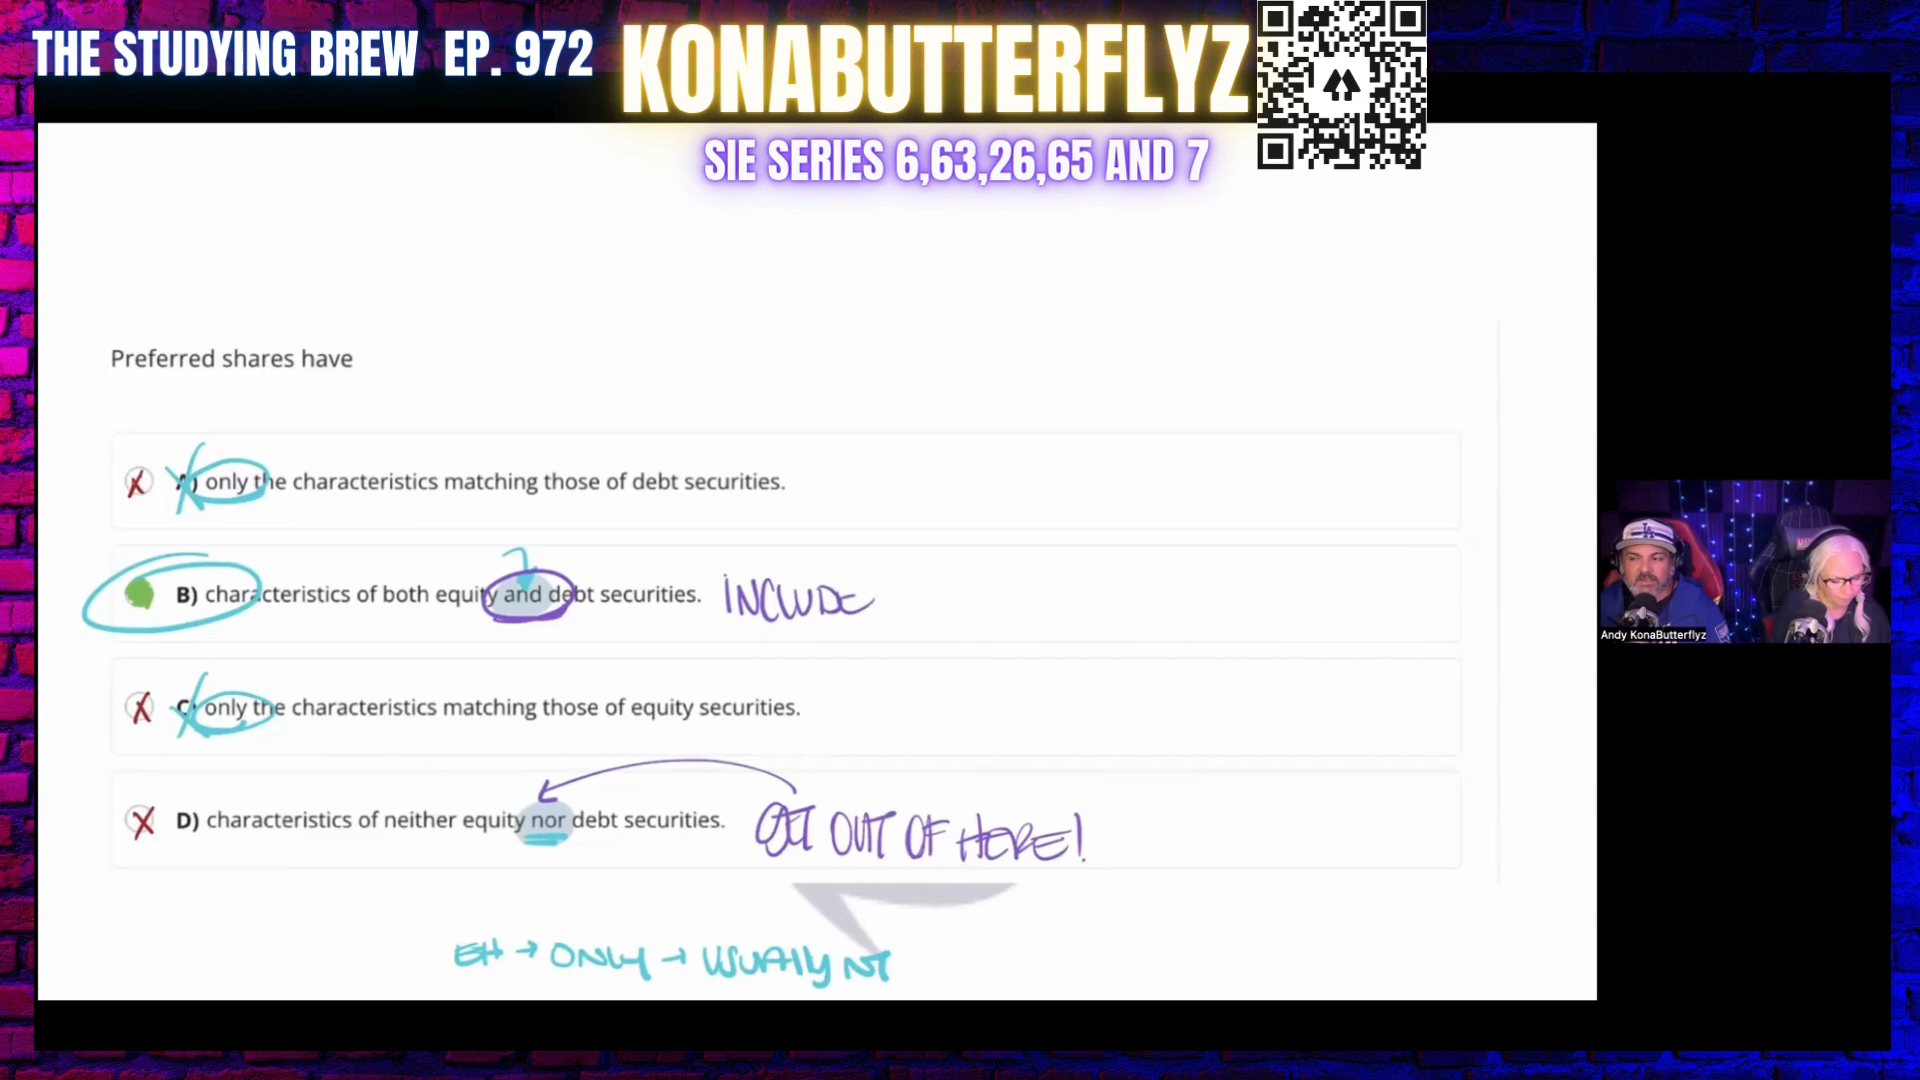 THE STUDYING BREW EP. 972
KONABUTTERFLYZ
SIE SERIES 6,63,26,65 AND 7
Preferred shares have
A) only the characteristics matching those of debt securities.
B) characteristics of both equity and debt securities. INCLUDE
C) only the characteristics matching those of equity securities.
D) characteristics of neither equity nor debt securities. GET OUT OF HERE!
EH → ONLY → USUALLY NOT
Andy KonaButterflyz